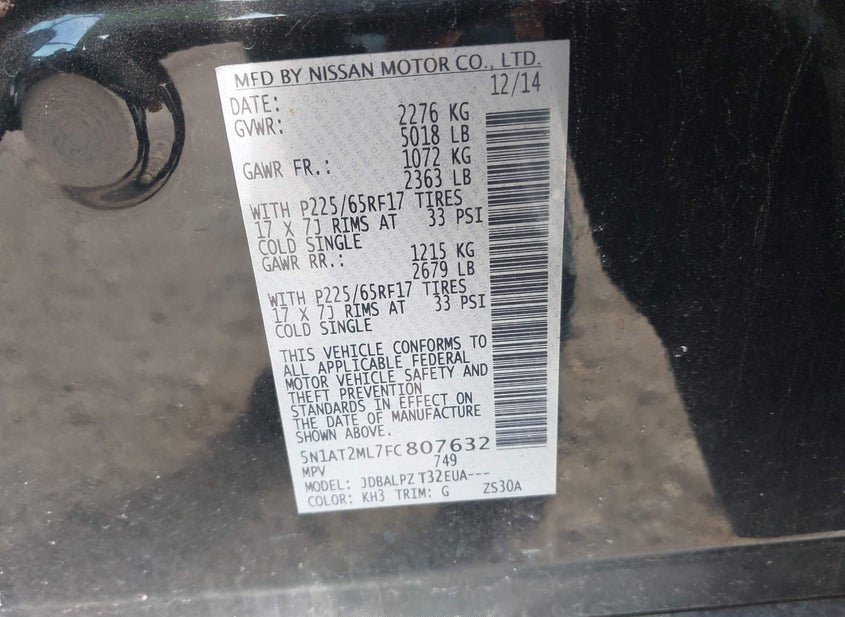 MFD BY NISSAN MOTOR CO., LTD.
DATE: 12/14
GVWR: 2276 KG
5018 LB
GAWR FR.: 1072 KG
2363 LB
WITH P225/65RF17 TIRES
17 X 7J RIMS AT 33 PSI
COLD SINGLE
GAWR RR.: 1215 KG
2679 LB
WITH P225/65RF17 TIRES
17 X 7J RIMS AT 33 PSI
COLD SINGLE
THIS VEHICLE CONFORMS TO
ALL APPLICABLE FEDERAL
MOTOR VEHICLE SAFETY AND
THEFT PREVENTION
STANDARDS IN EFFECT ON
THE DATE OF MANUFACTURE
SHOWN ABOVE.
5N1AT2ML7FC807632
MPV 749
MODEL: JDBALPZ T32EUA---
COLOR: KH3 TRIM: G ZS30A